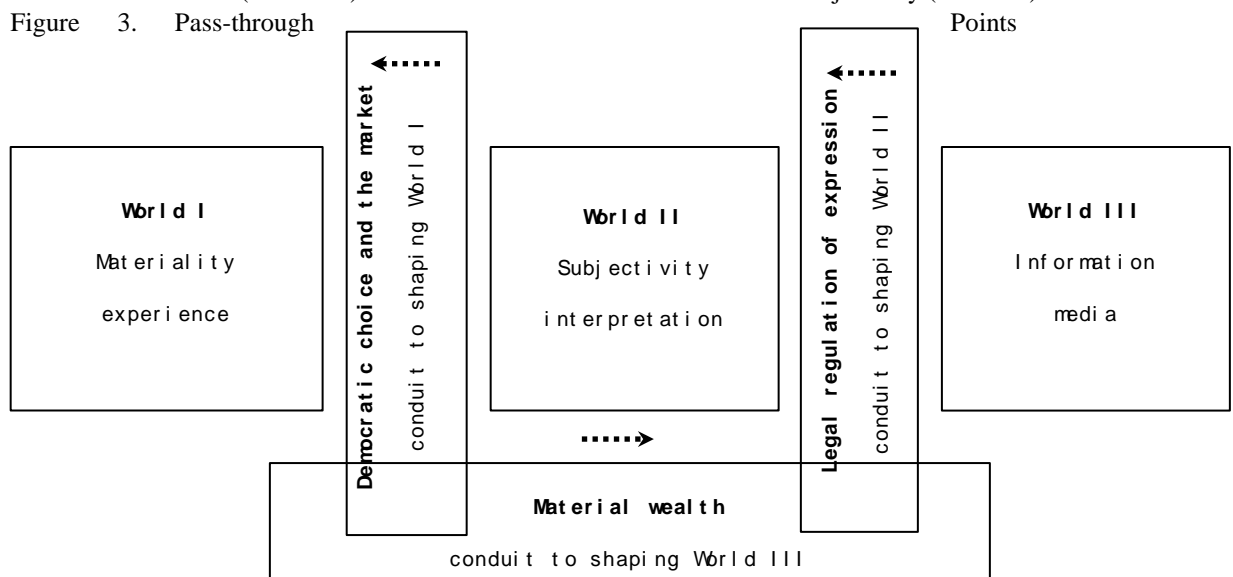 Figure 3. Pass-through Points
World I
Materiality
experience
Democratic choice and the market
conduit to shaping World I
World II
Subjectivity
interpretation
Legal regulation of expression
conduit to shaping World II
World III
Information
media
Material wealth
conduit to shaping World III